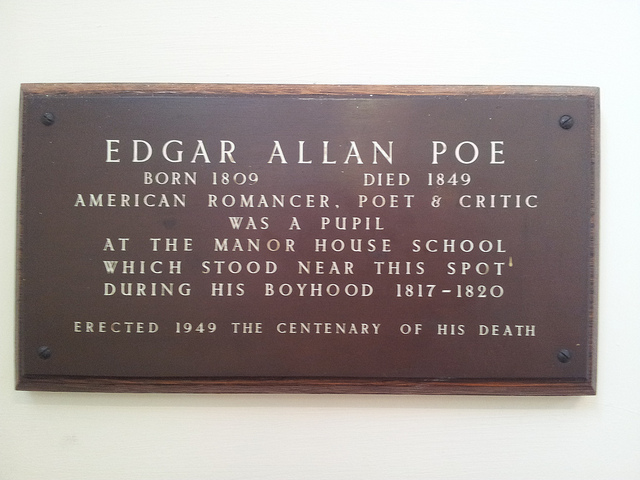 EDGAR ALLAN POE
BORN 1809 DIED 1849
AMERICAN ROMANCER, POET & CRITIC
WAS A PUPIL
AT THE MANOR HOUSE SCHOOL
WHICH STOOD NEAR THIS SPOT
DURING HIS BOYHOOD 1817-1820
ERECTED 1949 THE CENTENARY OF HIS DEATH